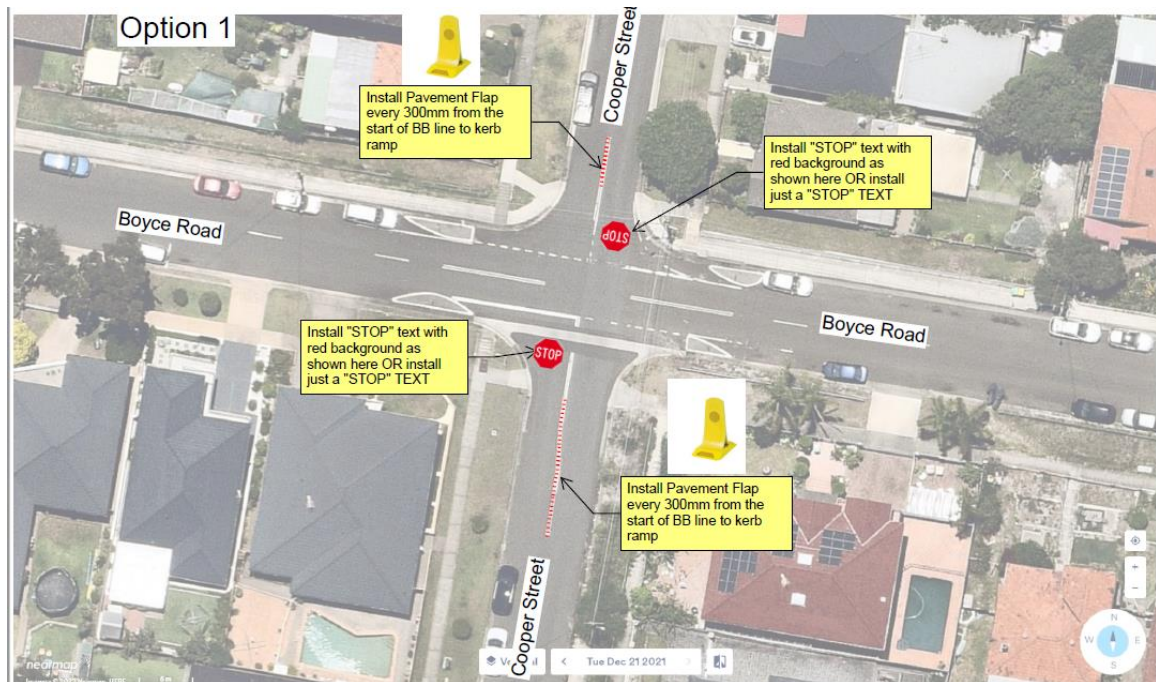 Option 1
Cooper Street
Install Pavement Flap
every 300mm from the
start of BB line to kerb
ramp
Install "STOP" text with
red background as
shown here OR install
just a "STOP" TEXT
STOP
Boyce Road
Boyce Road
Install "STOP" text with
red background as
shown here OR install
just a "STOP" TEXT
STOP
Install Pavement Flap
every 300mm from the
start of BB line to kerb
ramp
Cooper Street
Tue Dec 21 2021
nearmap
N
W E
S